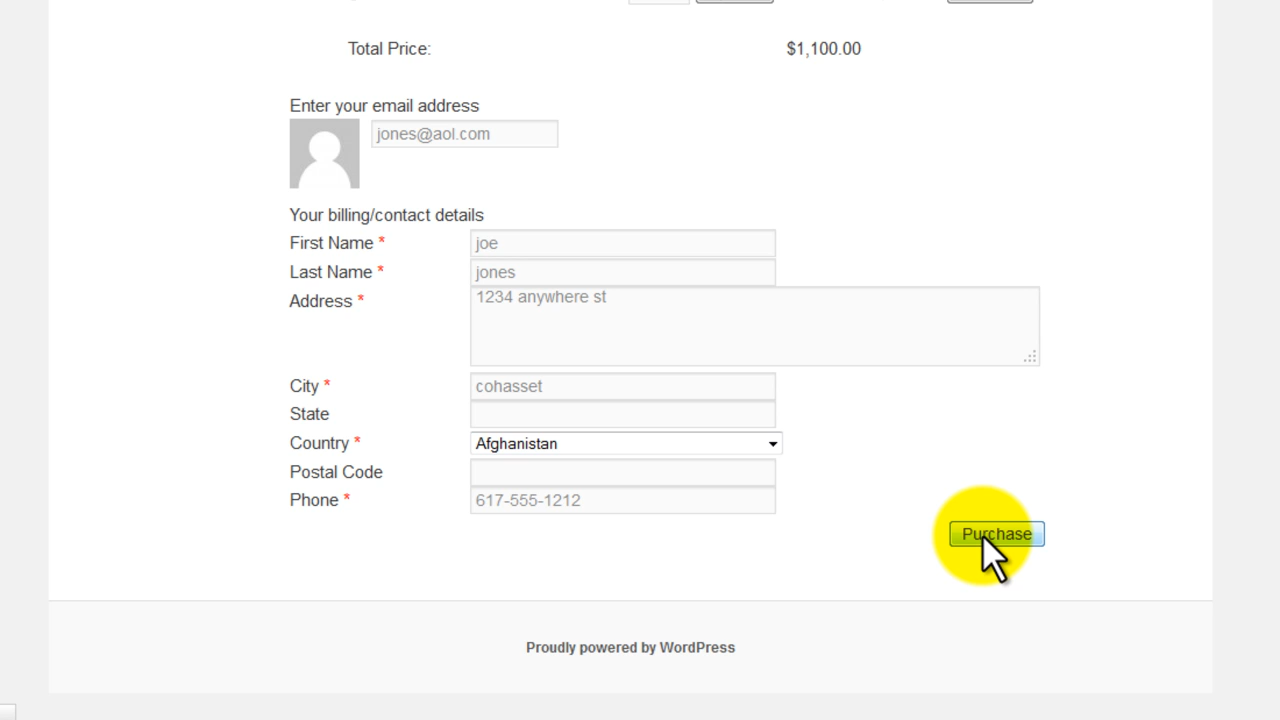 Total Price: $1,100.00
Enter your email address
jones@aol.com
Your billing/contact details
First Name * joe
Last Name * jones
Address * 1234 anywhere st
City * cohasset
State
Country * Afghanistan
Postal Code
Phone * 617-555-1212
Purchase
Proudly powered by WordPress